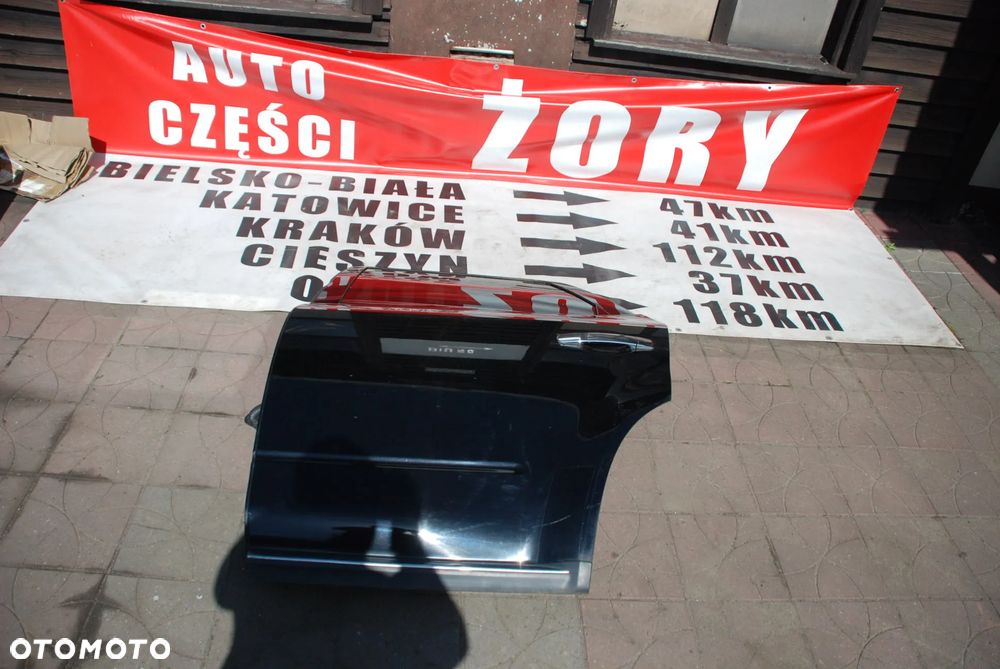 AUTO
CZĘŚCI
ŻORY
BIELSKO-BIAŁA 47km
KATOWICE 41km
KRAKÓW 112km
CIESZYN 37km
118km
OTOMOTO